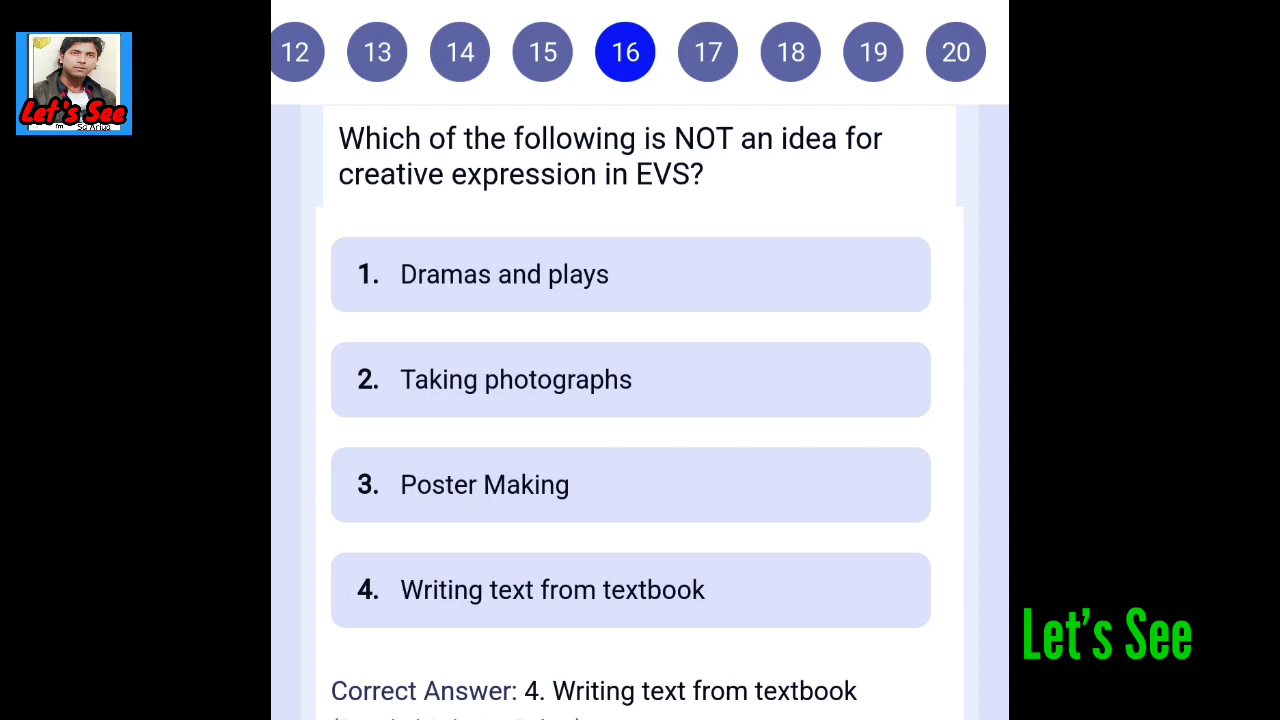 12 13 14 15 16 17 18 19 20
Let's See
Which of the following is NOT an idea for
creative expression in EVS?
1. Dramas and plays
2. Taking photographs
3. Poster Making
4. Writing text from textbook
Let's See
Correct Answer: 4. Writing text from textbook